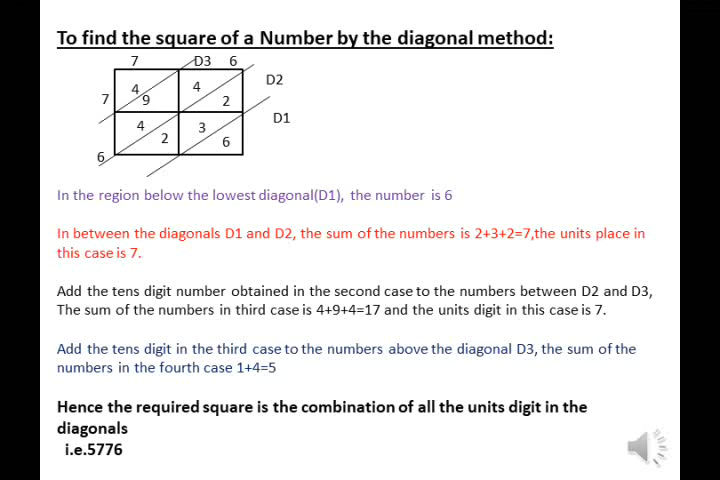 To find the square of a Number by the diagonal method:
7 D3 6
D2
4 4
7 9 2
D1
4 3
2 6
6
In the region below the lowest diagonal(D1), the number is 6
In between the diagonals D1 and D2, the sum of the numbers is 2+3+2=7,the units place in
this case is 7.
Add the tens digit number obtained in the second case to the numbers between D2 and D3,
The sum of the numbers in third case is 4+9+4=17 and the units digit in this case is 7.
Add the tens digit in the third case to the numbers above the diagonal D3, the sum of the
numbers in the fourth case 1+4=5
Hence the required square is the combination of all the units digit in the
diagonals
i.e.5776